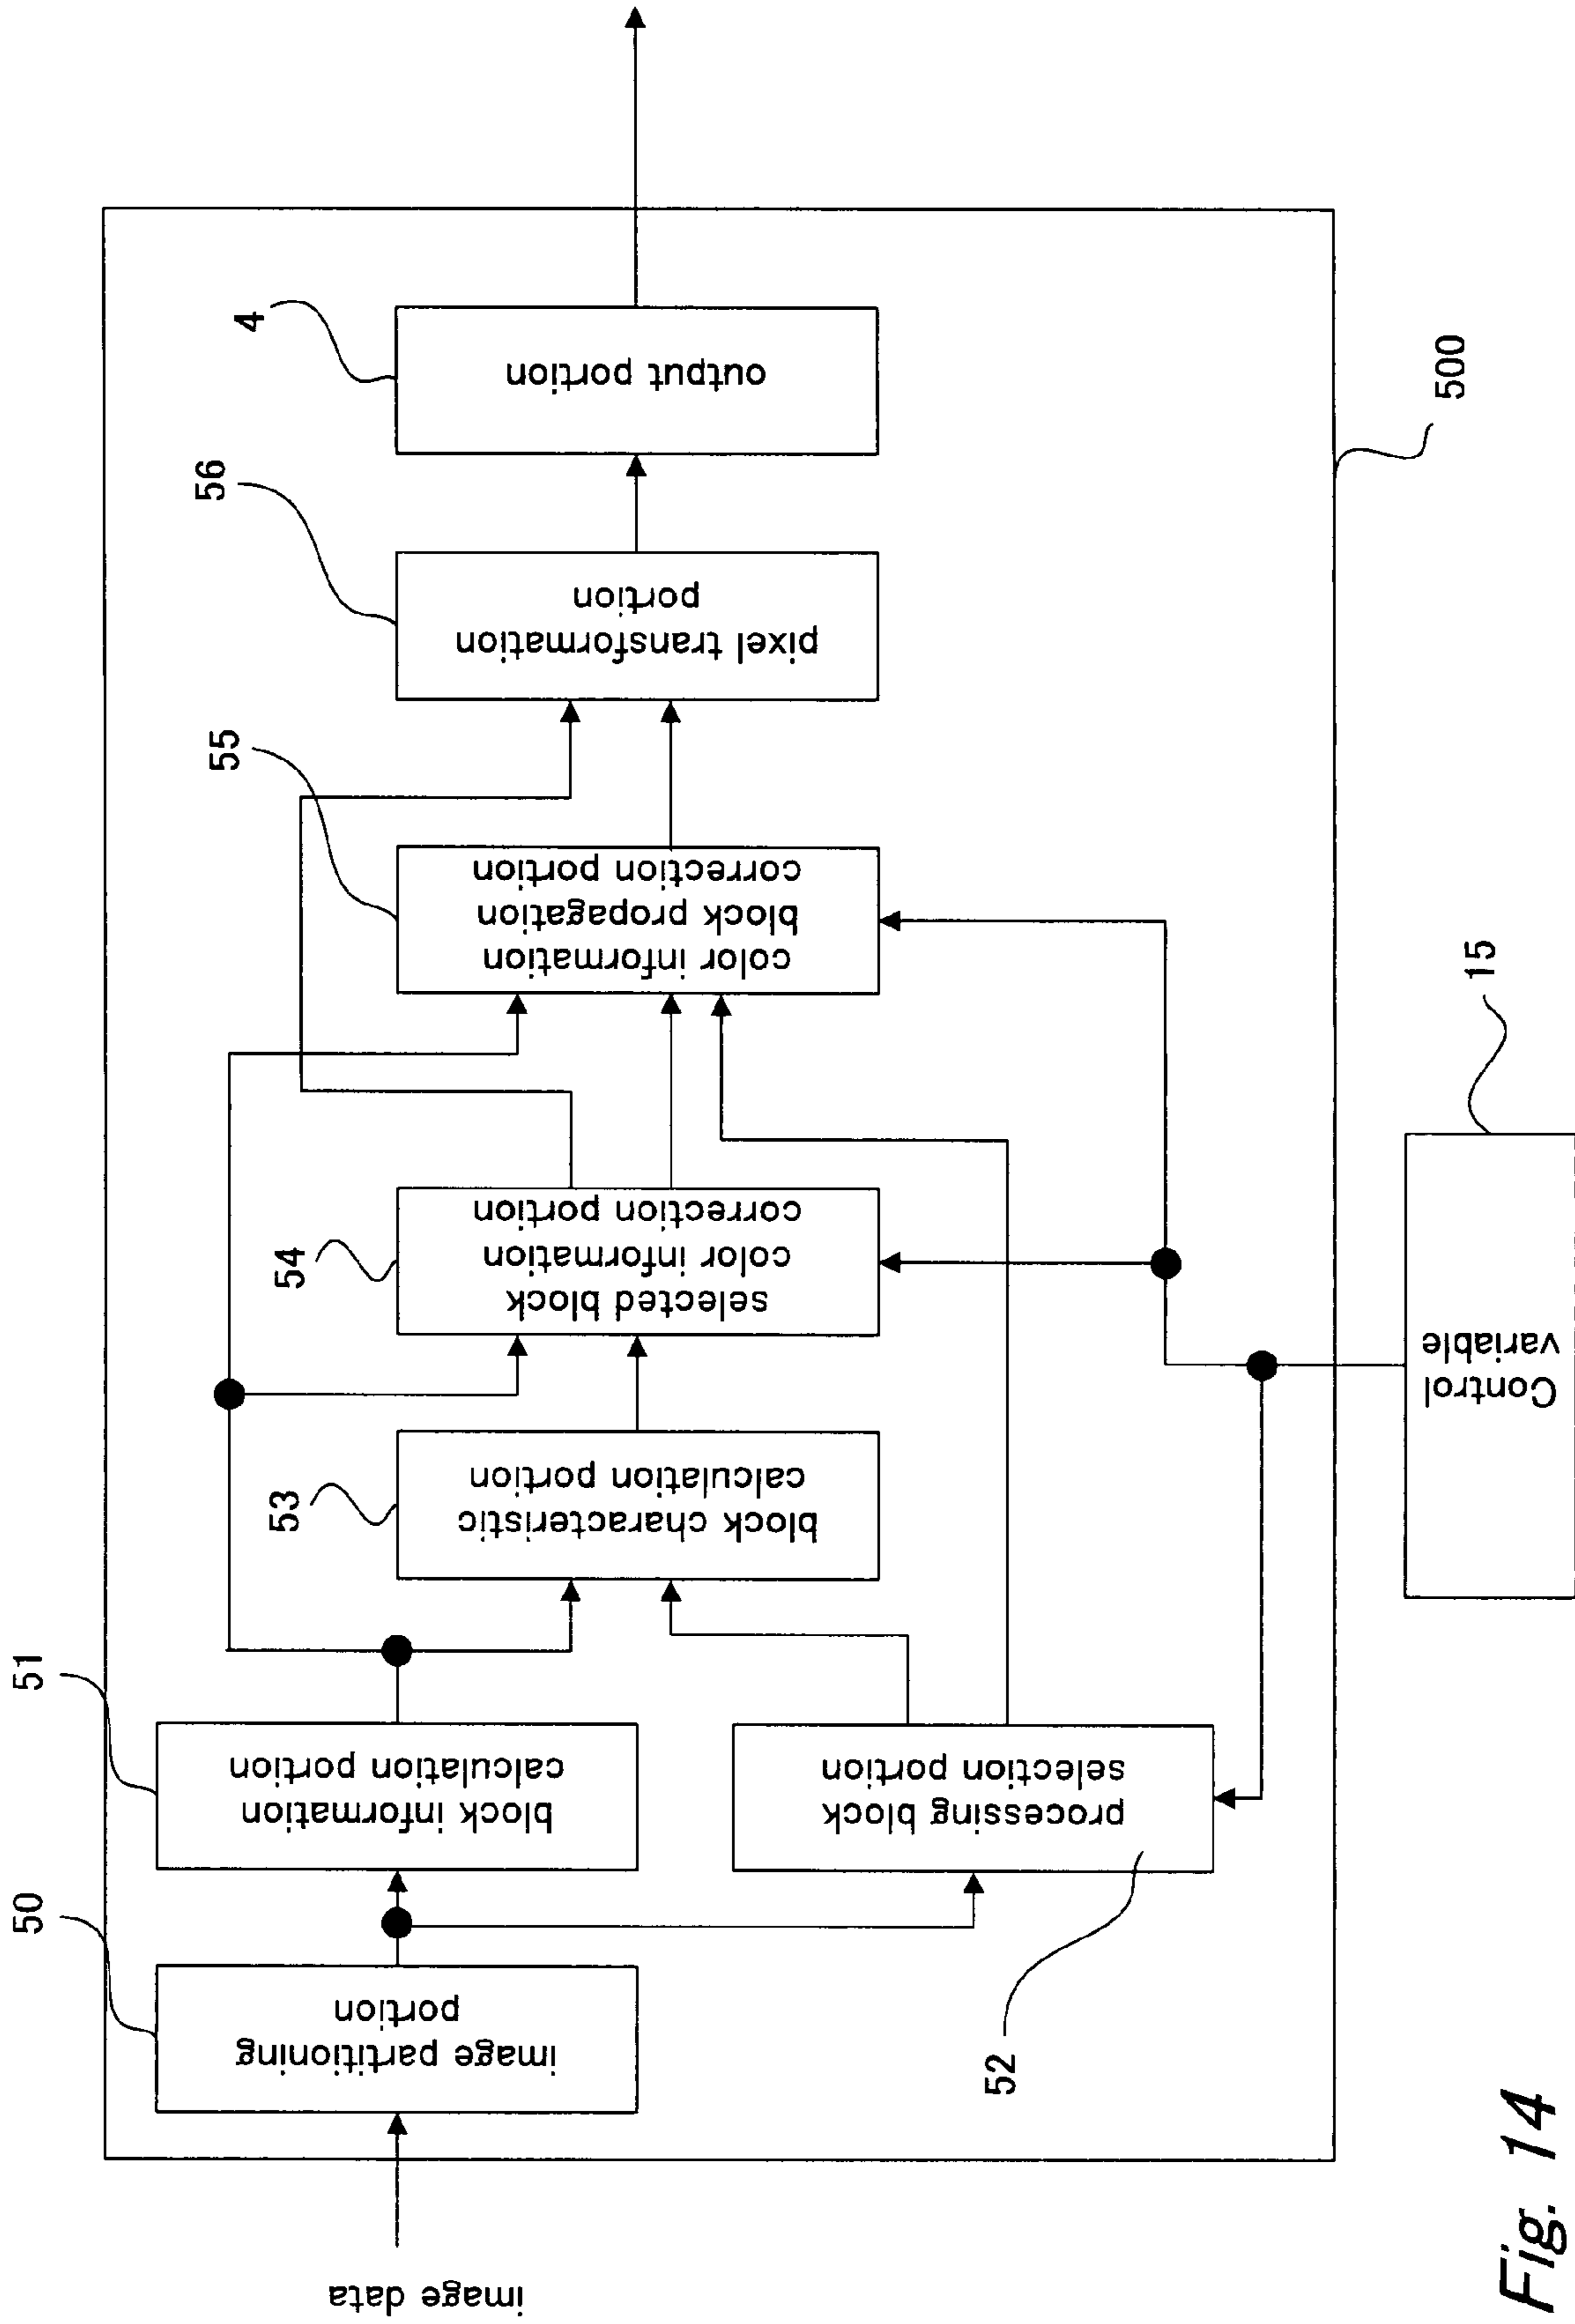 image data
50
image partitioning
portion
51
block information
calculation portion
52
processing block
selection portion
53
block characteristic
calculation portion
54
selected block
color information
correction portion
55
color information
block propagation
correction portion
56
pixel transformation
portion
4
output portion
500
15
Control
variable
Fig. 14